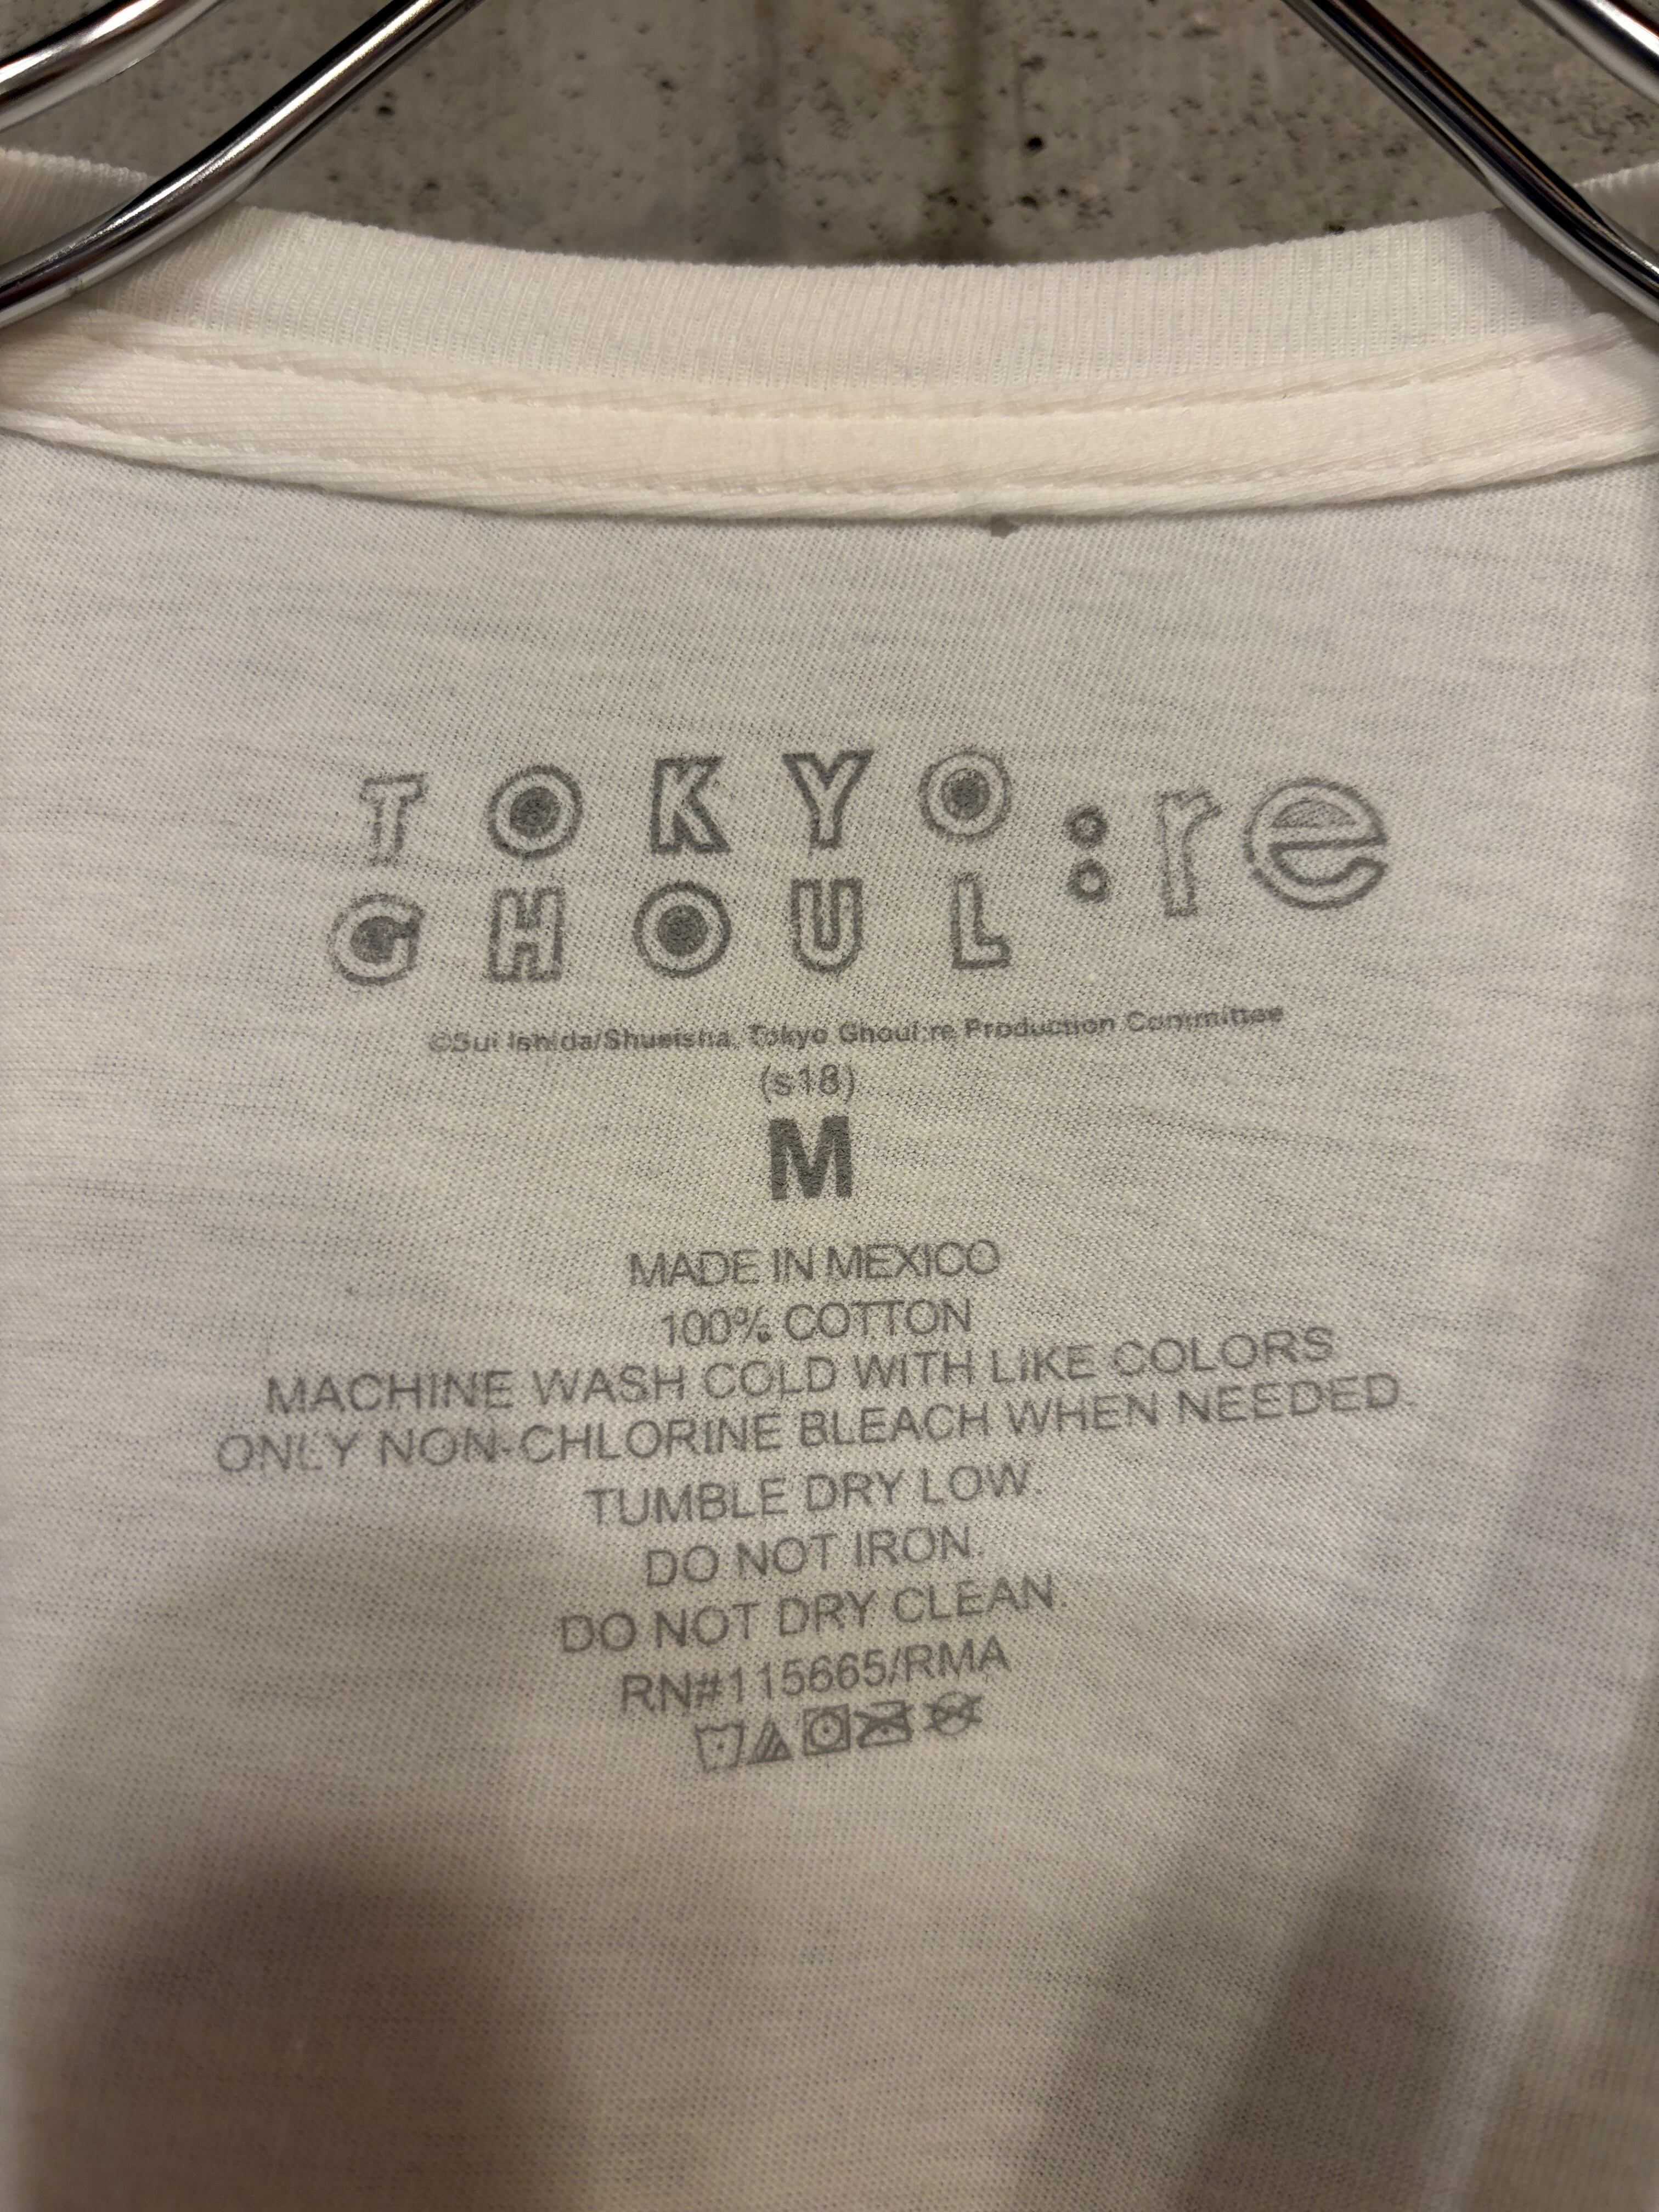 TOKYO:re
GHOUL
©Sui Ishida/Shueisha, Tokyo Ghoul:re Production Committee
(s18)
M
MADE IN MEXICO
100% COTTON
MACHINE WASH COLD WITH LIKE COLORS
ONLY NON-CHLORINE BLEACH WHEN NEEDED.
TUMBLE DRY LOW.
DO NOT IRON.
DO NOT DRY CLEAN.
RN#115665/RMA